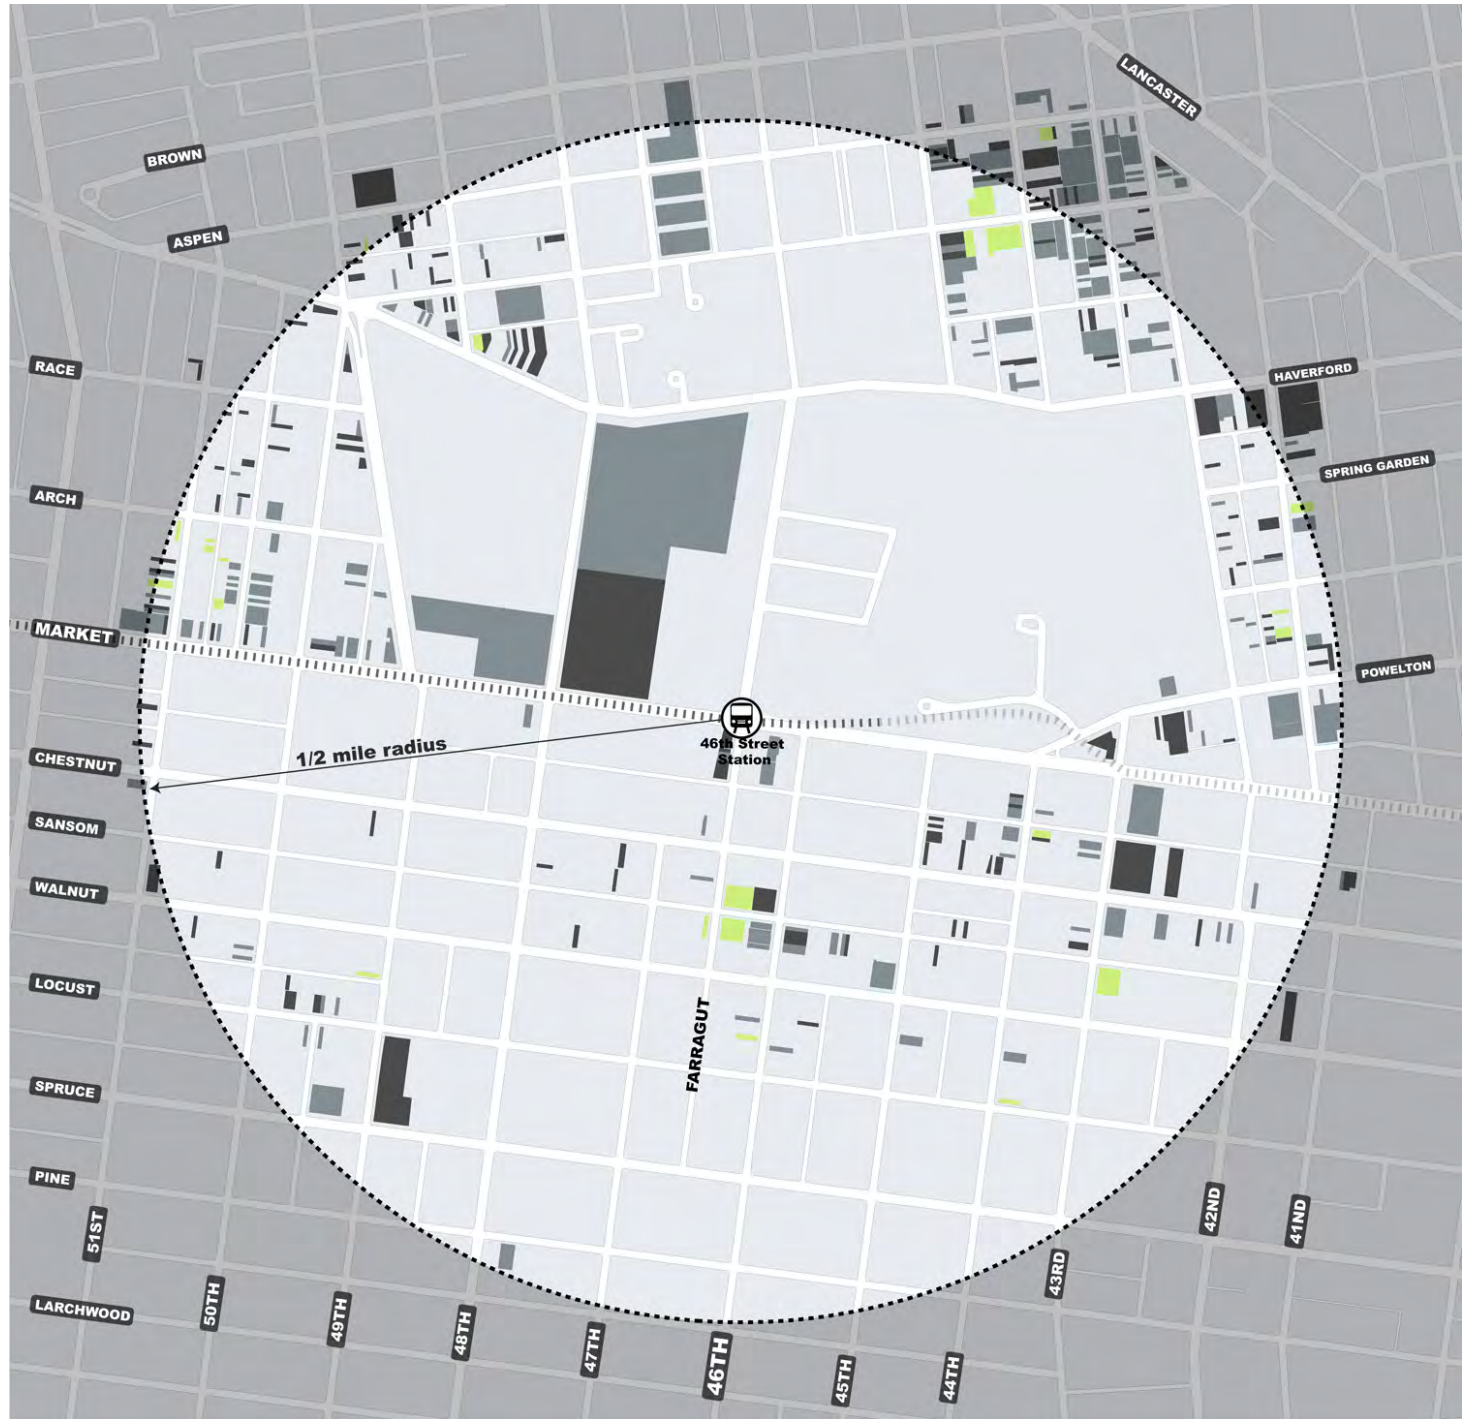 LANCASTER
BROWN
ASPEN
RACE
HAVERFORD
SPRING GARDEN
ARCH
MARKET
POWELTON
46th Street
Station
1/2 mile radius
CHESTNUT
SANSOM
WALNUT
LOCUST
FARRAGUT
SPRUCE
PINE
51ST
50TH
49TH
48TH
47TH
46TH
45TH
44TH
43RD
42ND
41ND
LARCHWOOD